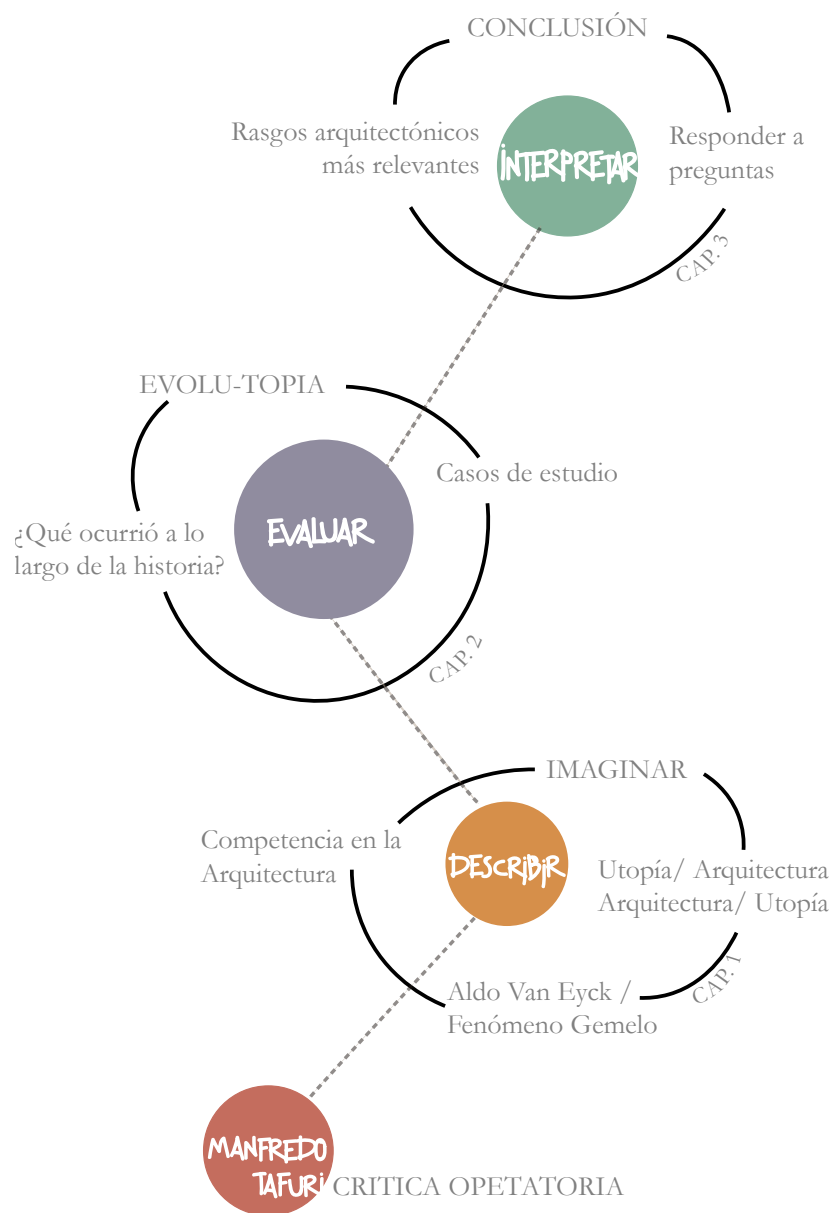 CONCLUSIÓN
Rasgos arquitectónicos
más relevantes
INTERPRETAR
Responder a
preguntas
CAP. 3
EVOLU-TOPIA
Casos de estudio
EVALUAR
¿Qué ocurrió a lo
largo de la historia?
CAP. 2
IMAGINAR
Competencia en la
Arquitectura
DESCRIBIR
Utopía/ Arquitectura
Arquitectura/ Utopía
CAP. 1
Aldo Van Eyck /
Fenómeno Gemelo
MANFREDO
TAFURI
CRITICA OPETATORIA